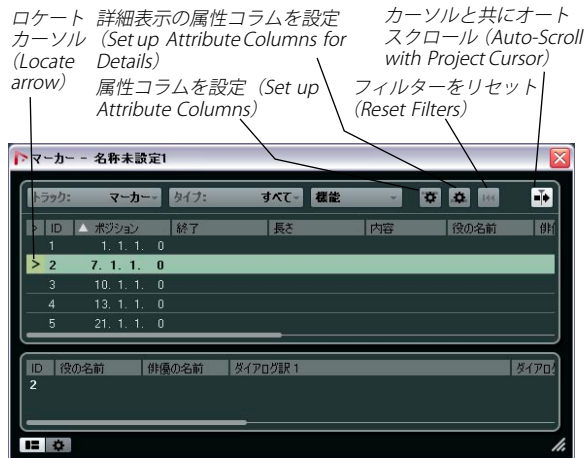 ロケート
カーソル
(Locate
arrow)
詳細表示の属性コラムを設定
(Set up Attribute Columns for
Details)
属性コラムを設定（Set up
Attribute Columns)
カーソルと共にオート
スクロール (Auto-Scroll
with Project Cursor)
フィルターをリセット
(Reset Filters)
マーカー - 名称未設定1
トラック: マーカー タイプ: すべて 機能
> ID ポジション 終了 長さ 内容 役の名前
1 1. 1. 1. 0
> 2 7. 1. 1. 0
3 10. 1. 1. 0
4 13. 1. 1. 0
5 21. 1. 1. 0
ID 役の名前 俳優の名前 ダイアログ訳 1
2